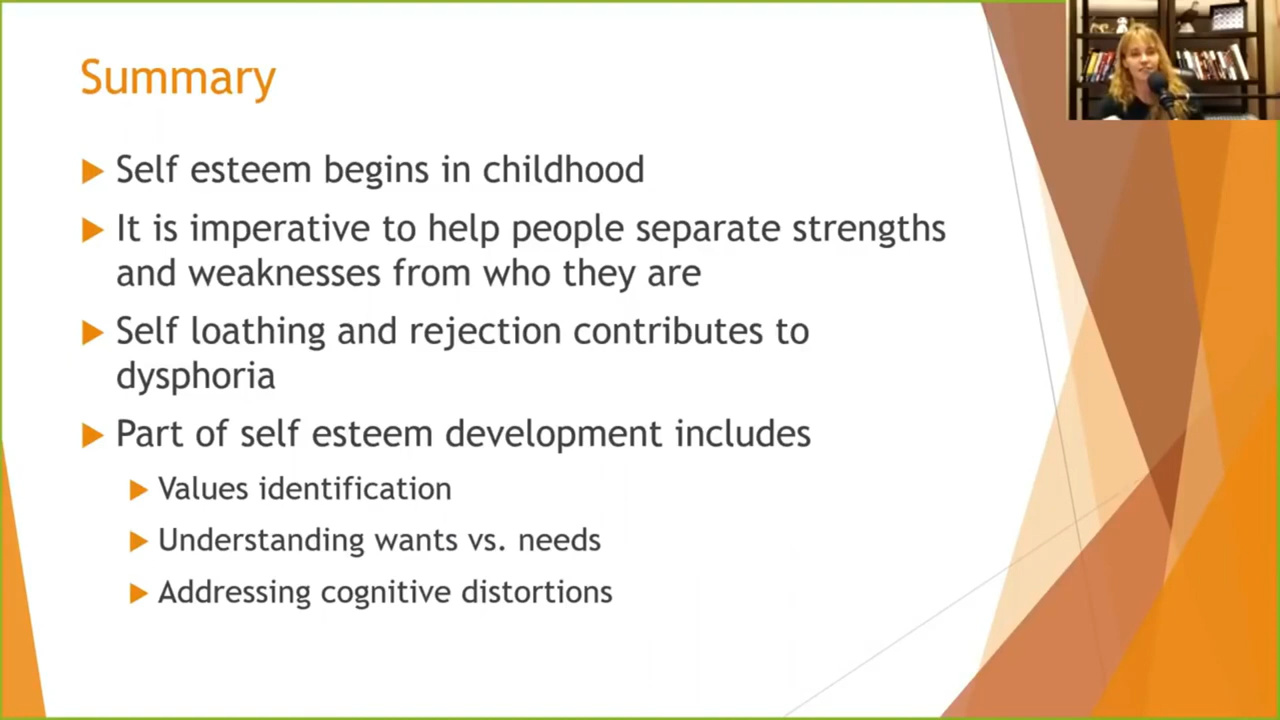 Summary
Self esteem begins in childhood
It is imperative to help people separate strengths
and weaknesses from who they are
Self loathing and rejection contributes to
dysphoria
Part of self esteem development includes
Values identification
Understanding wants vs. needs
Addressing cognitive distortions